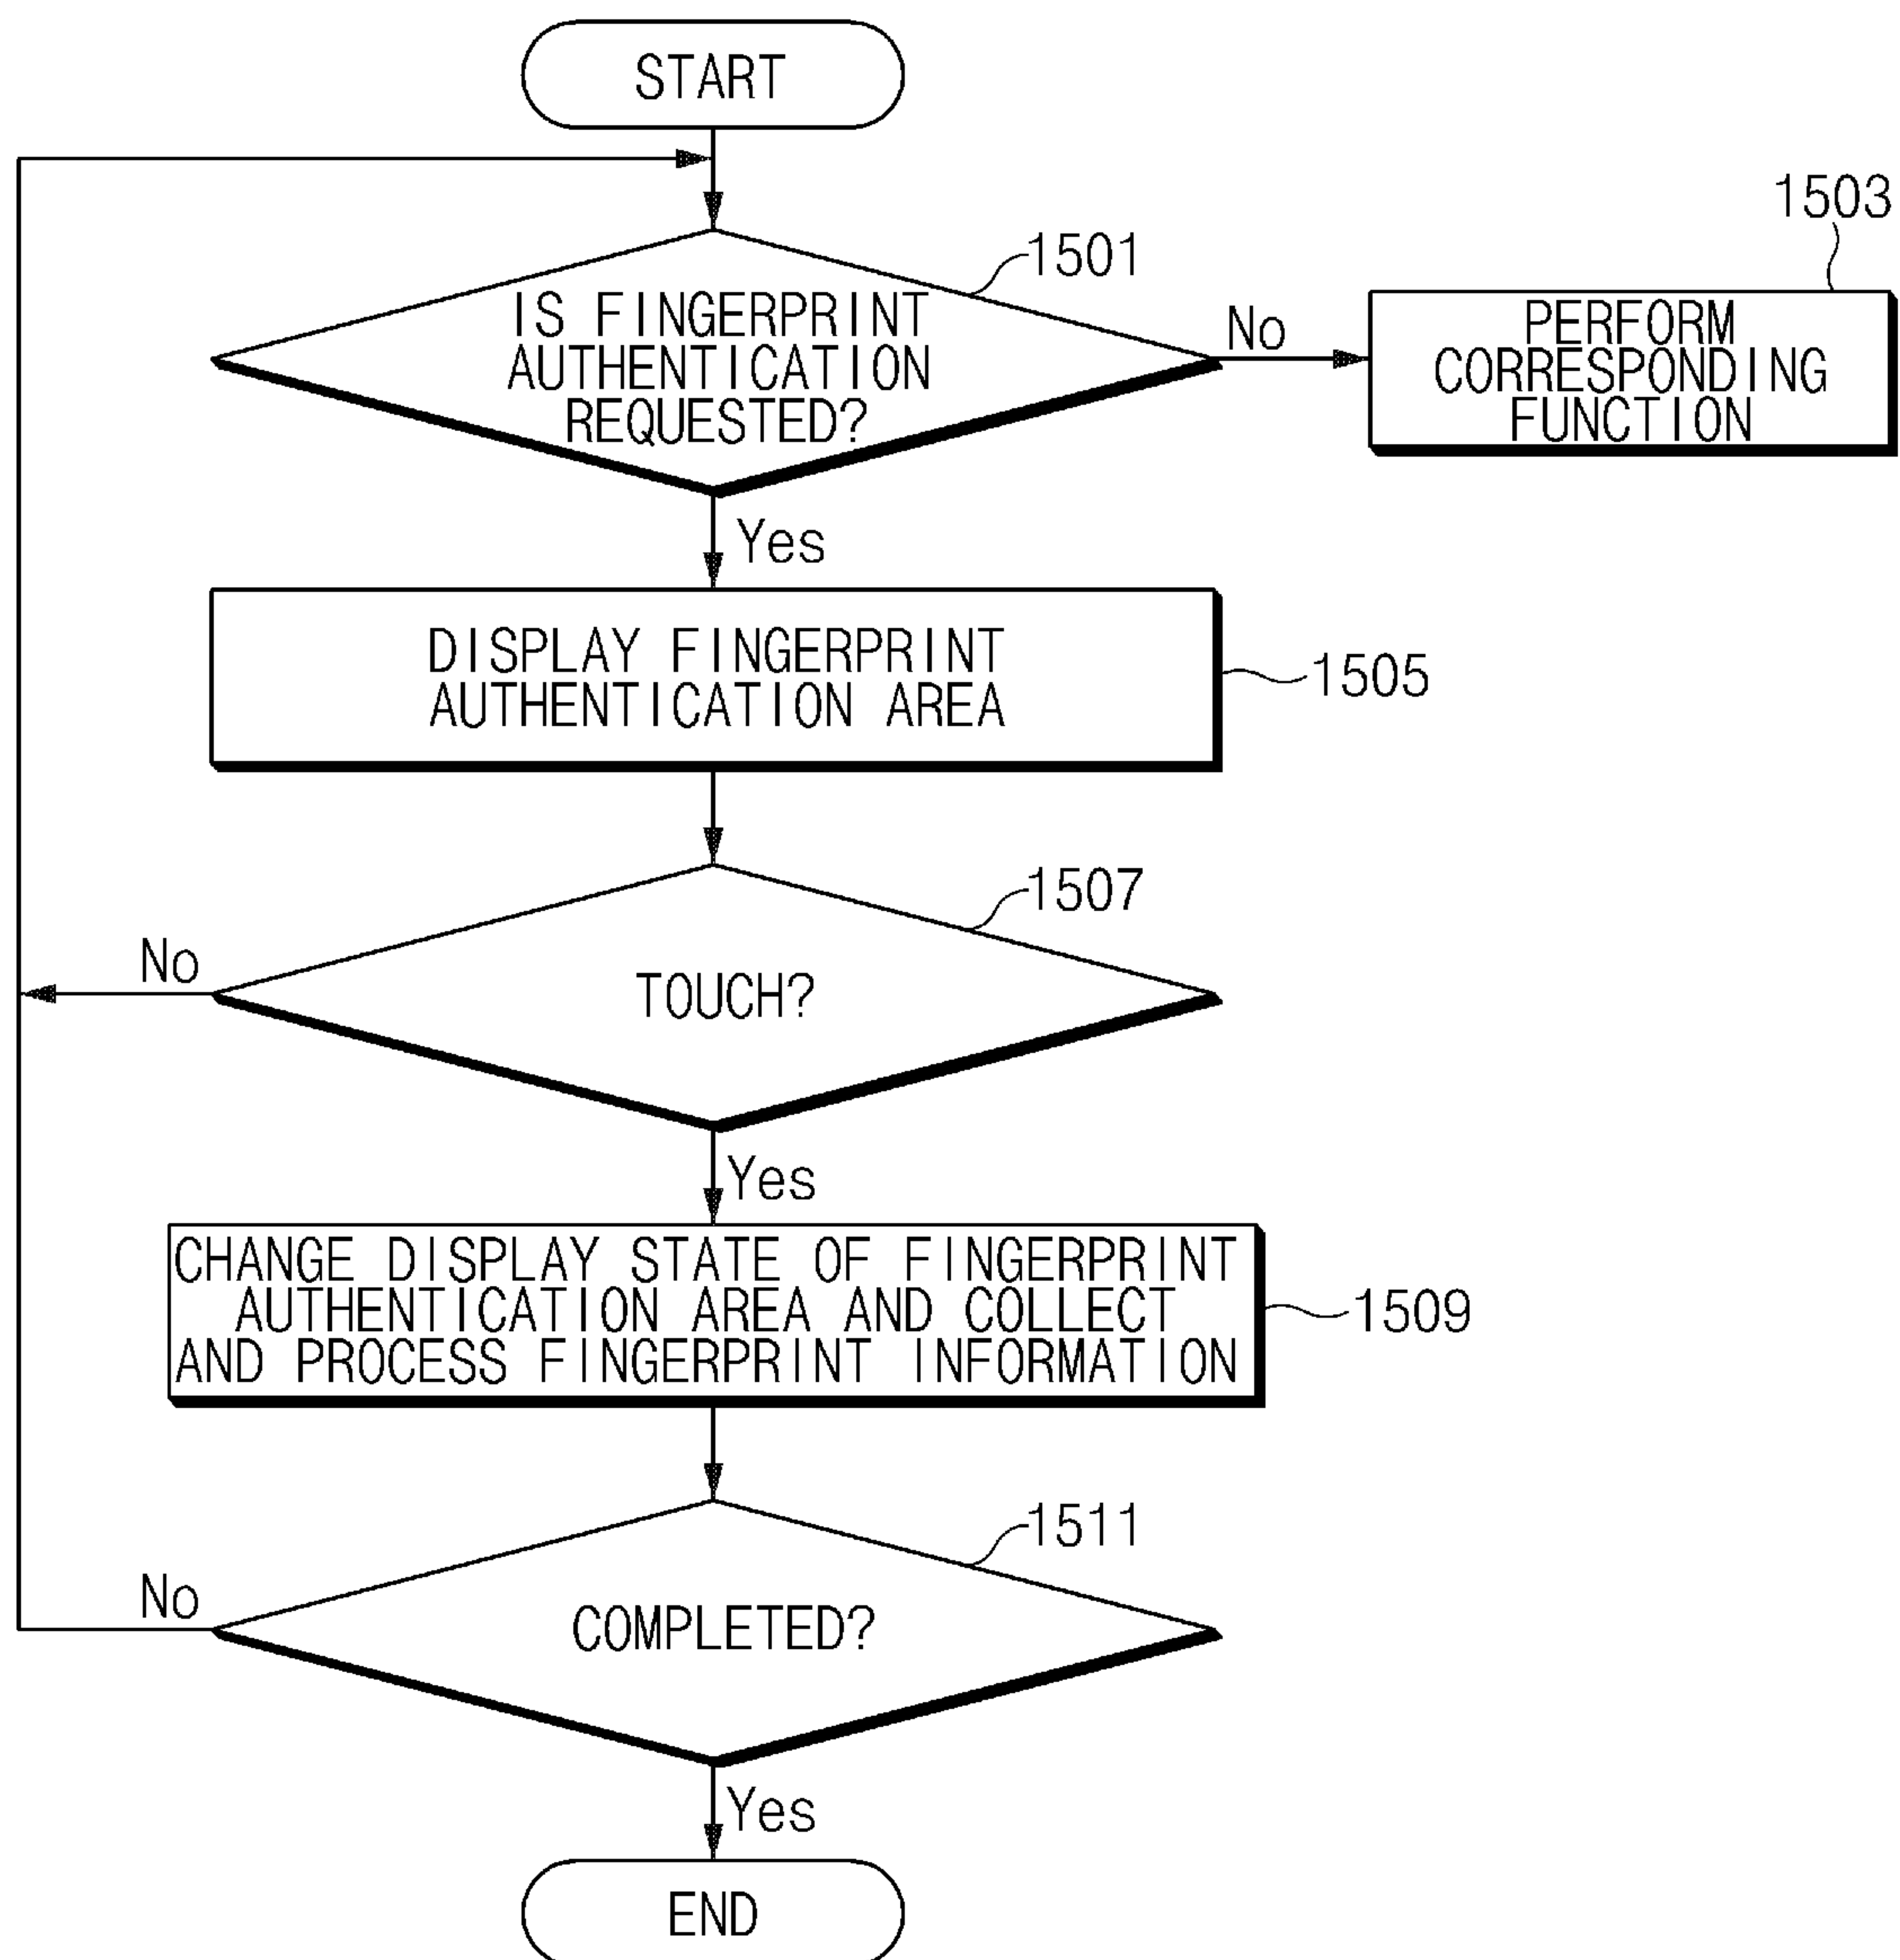 START
1501
IS FINGERPRINT
AUTHENTICATION
REQUESTED?
No
1503
PERFORM
CORRESPONDING
FUNCTION
Yes
DISPLAY FINGERPRINT
AUTHENTICATION AREA
1505
1507
TOUCH?
No
Yes
CHANGE DISPLAY STATE OF FINGERPRINT
AUTHENTICATION AREA AND COLLECT
AND PROCESS FINGERPRINT INFORMATION
1509
1511
COMPLETED?
No
Yes
END